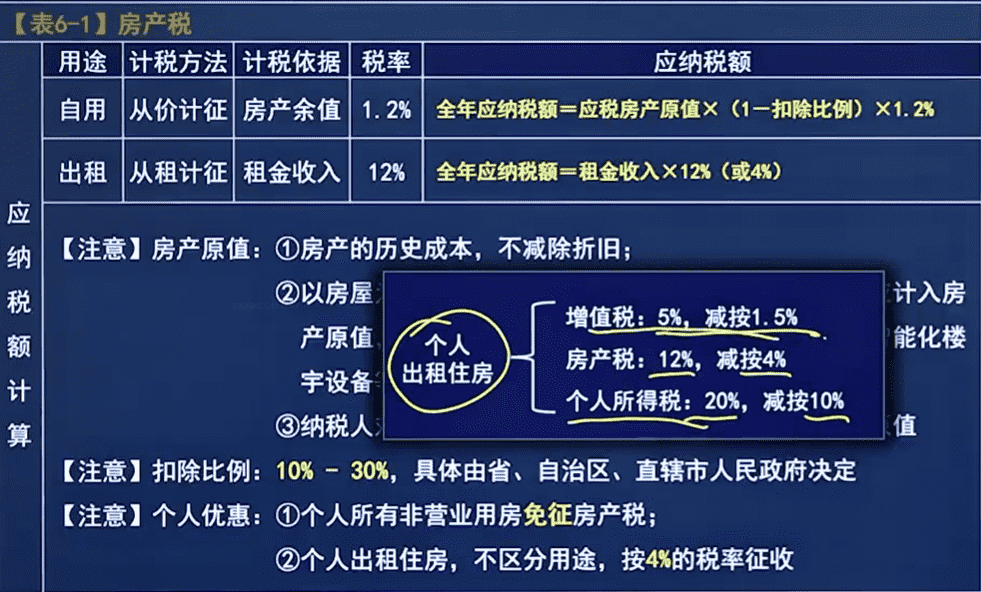 【表6-1】房产税
用途 计税方法 计税依据 税率 应纳税额
自用 从价计征 房产余值 1.2% 全年应纳税额＝应税房产原值×（1－扣除比例）×1.2%
出租 从租计征 租金收入 12% 全年应纳税额＝租金收入×12%（或4%）
应纳税额计算
【注意】房产原值：①房产的历史成本，不减除折旧；
②以房屋 计入房
产原值， 能化楼
宇设备
③纳税人 值
个人
出租住房
增值税：5%，减按1.5%
房产税：12%，减按4%
个人所得税：20%，减按10%
【注意】扣除比例：10% - 30%，具体由省、自治区、直辖市人民政府决定
【注意】个人优惠：①个人所有非营业用房免征房产税；
②个人出租住房，不区分用途，按4%的税率征收